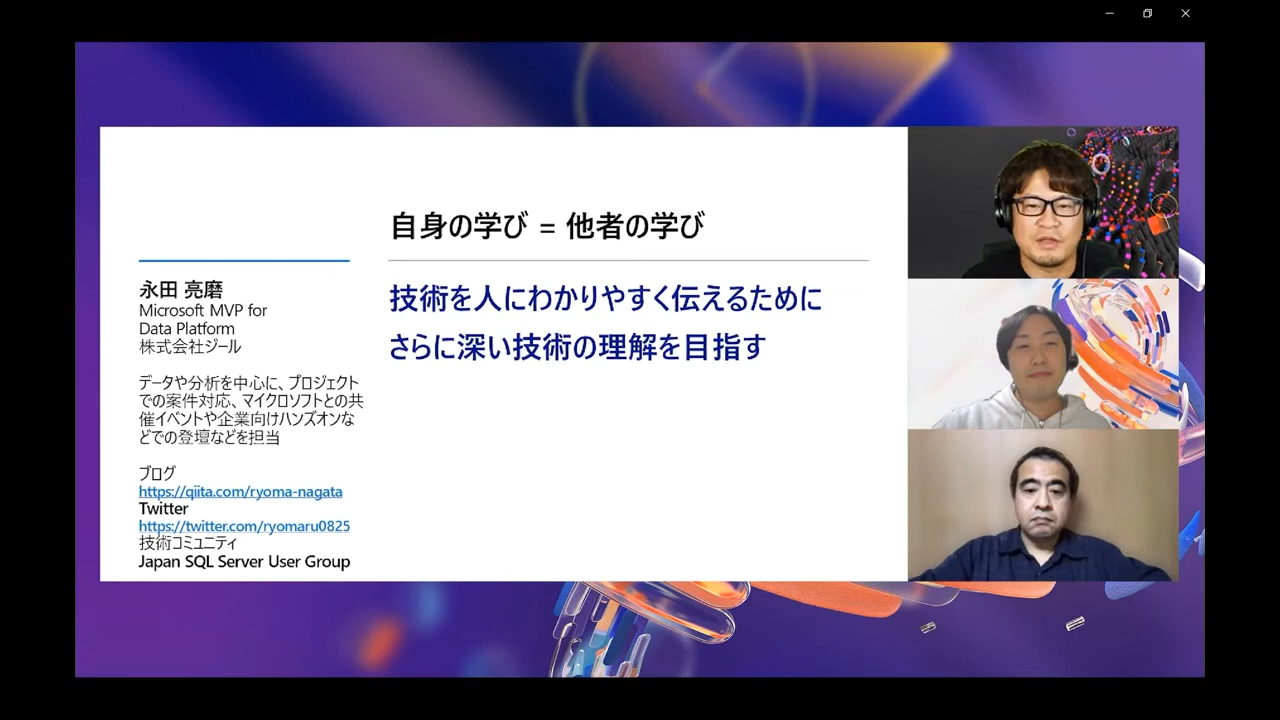 自身の学び = 他者の学び
技術を人にわかりやすく伝えるために
さらに深い技術の理解を目指す
永田 亮磨
Microsoft MVP for
Data Platform
株式会社ジール
データや分析を中心に、プロジェクト
での案件対応、マイクロソフトとの共
催イベントや企業向けハンズオンな
どでの登壇などを担当
ブログ
https://qiita.com/ryoma-nagata
Twitter
https://twitter.com/ryomaru0825
技術コミュニティ
Japan SQL Server User Group